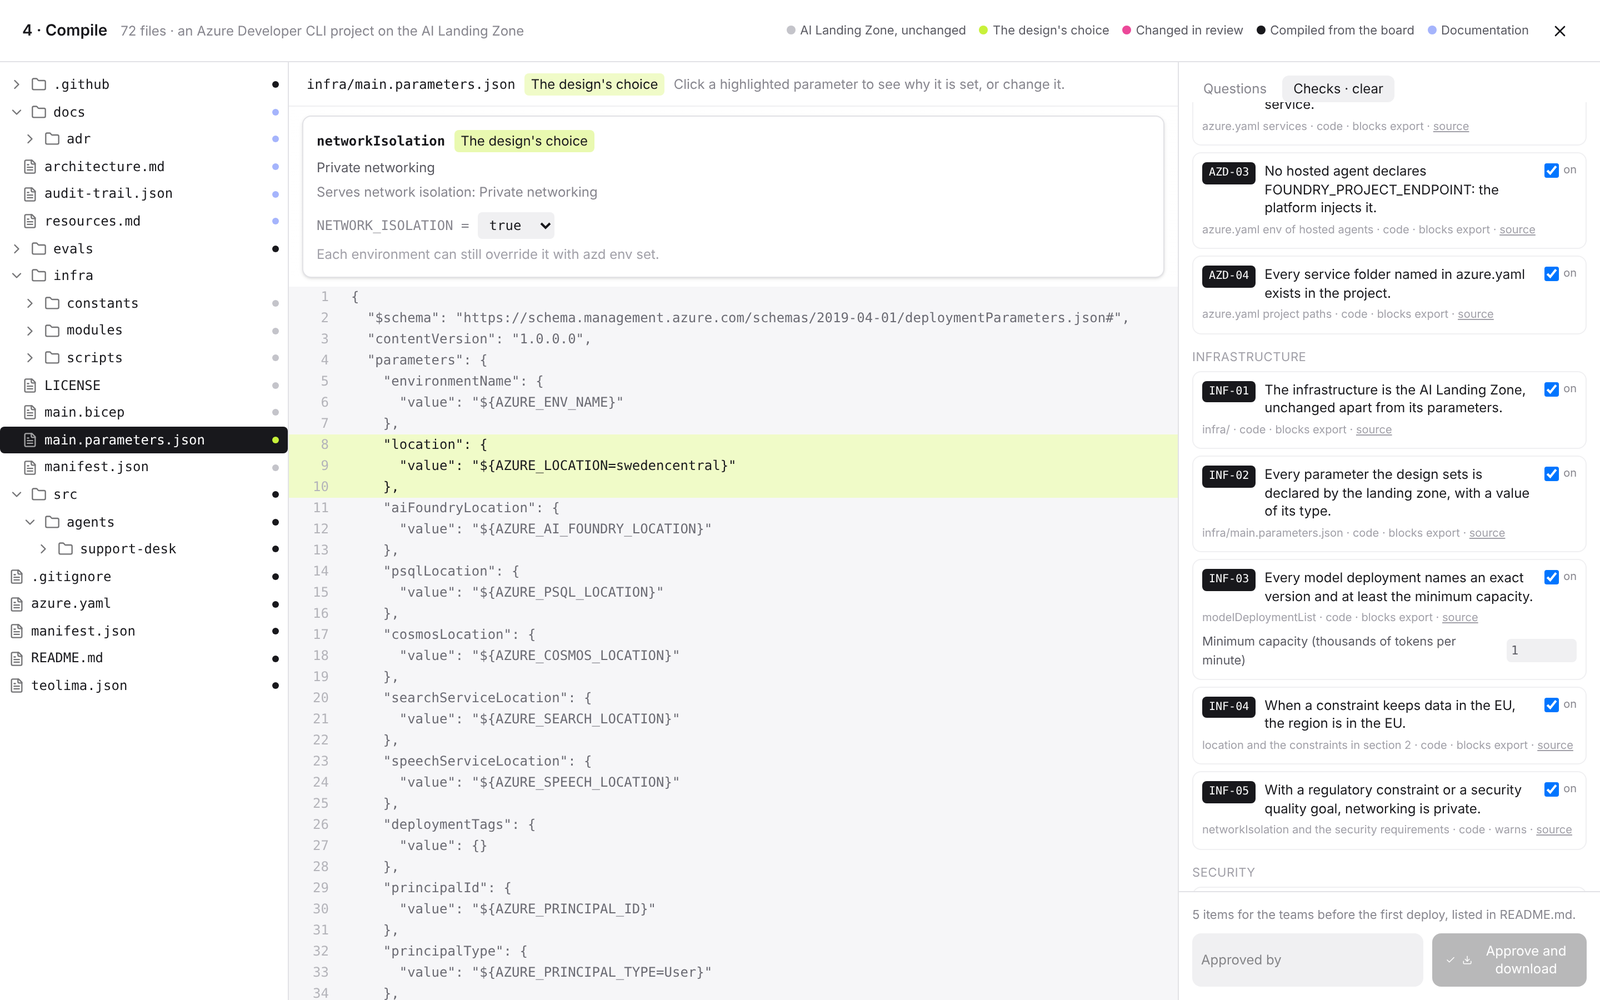 4 · Compile
72 files · an Azure Developer CLI project on the AI Landing Zone
AI Landing Zone, unchanged
The design's choice
Changed in review
Compiled from the board
Documentation
.github
docs
adr
architecture.md
audit-trail.json
resources.md
evals
infra
constants
modules
scripts
LICENSE
main.bicep
main.parameters.json
manifest.json
src
agents
support-desk
.gitignore
azure.yaml
manifest.json
README.md
teolima.json
infra/main.parameters.json The design's choice Click a highlighted parameter to see why it is set, or change it.
networkIsolation The design's choice
Private networking
Serves network isolation: Private networking
NETWORK_ISOLATION = true
Each environment can still override it with azd env set.
1 {
2 "$schema": "https://schema.management.azure.com/schemas/2019-04-01/deploymentParameters.json#",
3 "contentVersion": "1.0.0.0",
4 "parameters": {
5 "environmentName": {
6 "value": "${AZURE_ENV_NAME}"
7 },
8 "location": {
9 "value": "${AZURE_LOCATION=swedencentral}"
10 },
11 "aiFoundryLocation": {
12 "value": "${AZURE_AI_FOUNDRY_LOCATION}"
13 },
14 "psqlLocation": {
15 "value": "${AZURE_PSQL_LOCATION}"
16 },
17 "cosmosLocation": {
18 "value": "${AZURE_COSMOS_LOCATION}"
19 },
20 "searchServiceLocation": {
21 "value": "${AZURE_SEARCH_LOCATION}"
22 },
23 "speechServiceLocation": {
24 "value": "${AZURE_SPEECH_LOCATION}"
25 },
26 "deploymentTags": {
27 "value": {}
28 },
29 "principalId": {
30 "value": "${AZURE_PRINCIPAL_ID}"
31 },
32 "principalType": {
33 "value": "${AZURE_PRINCIPAL_TYPE=User}"
34 },
Questions Checks · clear
service.
azure.yaml services · code · blocks export · source
AZD-03 No hosted agent declares on
FOUNDRY_PROJECT_ENDPOINT: the
platform injects it.
azure.yaml env of hosted agents · code · blocks export · source
AZD-04 Every service folder named in azure.yaml on
exists in the project.
azure.yaml project paths · code · blocks export · source
INFRASTRUCTURE
INF-01 The infrastructure is the AI Landing Zone, on
unchanged apart from its parameters.
infra/ · code · blocks export · source
INF-02 Every parameter the design sets is on
declared by the landing zone, with a value
of its type.
infra/main.parameters.json · code · blocks export · source
INF-03 Every model deployment names an exact on
version and at least the minimum capacity.
modelDeploymentList · code · blocks export · source
Minimum capacity (thousands of tokens per 1
minute)
INF-04 When a constraint keeps data in the EU, on
the region is in the EU.
location and the constraints in section 2 · code · blocks export · source
INF-05 With a regulatory constraint or a security on
quality goal, networking is private.
networkIsolation and the security requirements · code · warns · source
SECURITY
5 items for the teams before the first deploy, listed in README.md.
Approved by
Approve and
download